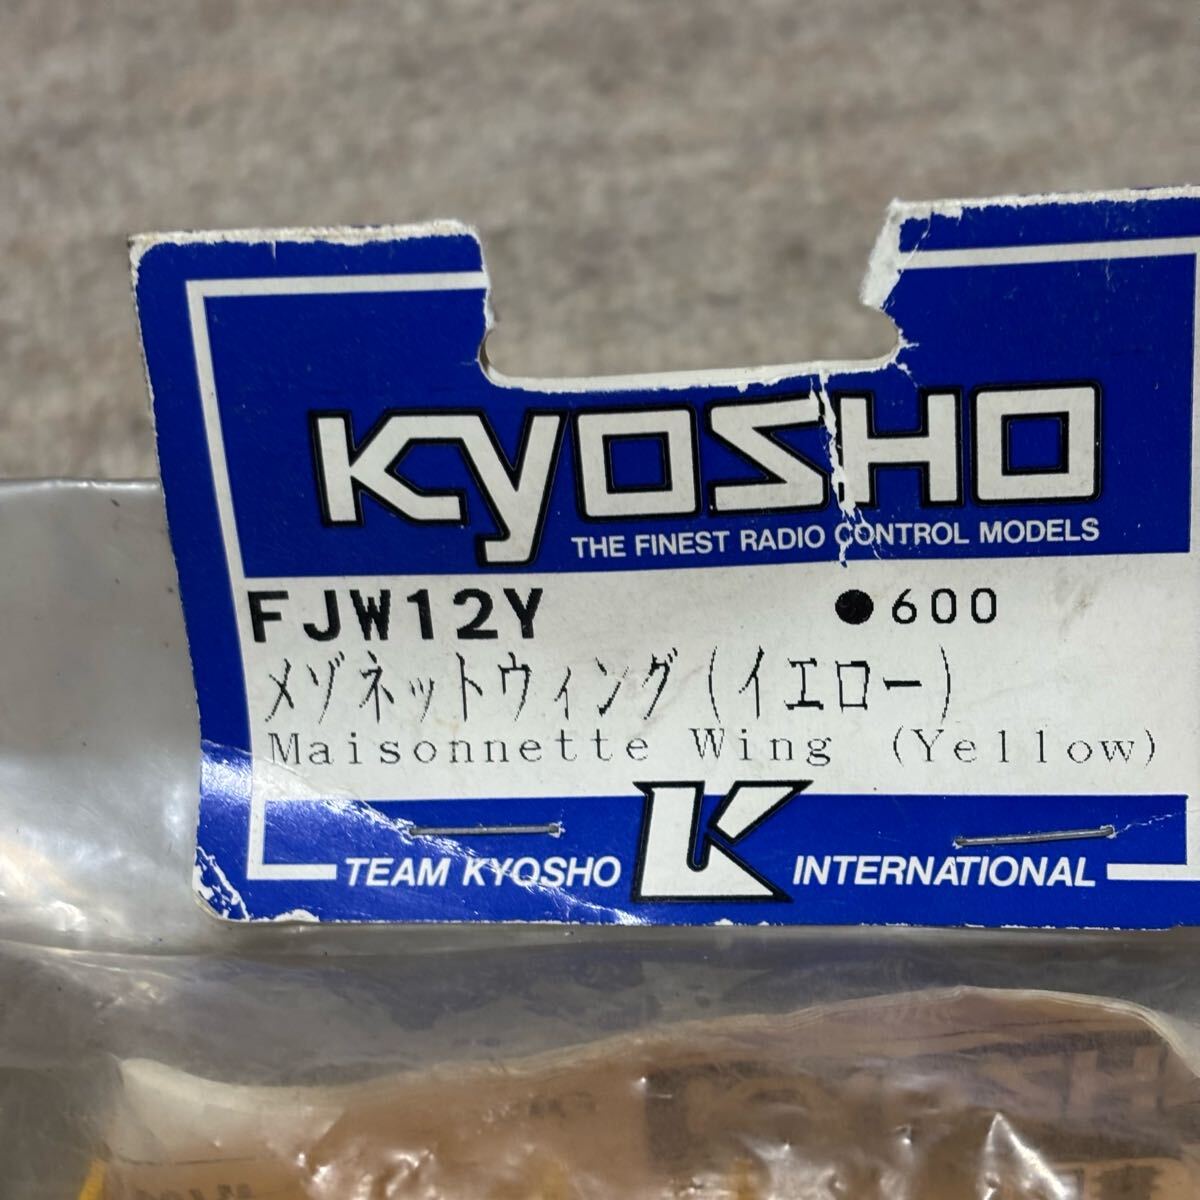 KYOSHO
THE FINEST RADIO CONTROL MODELS
FJW12Y ●600
メゾネットウィング(イエロー)
Maisonnette Wing (Yellow)
TEAM KYOSHO K INTERNATIONAL